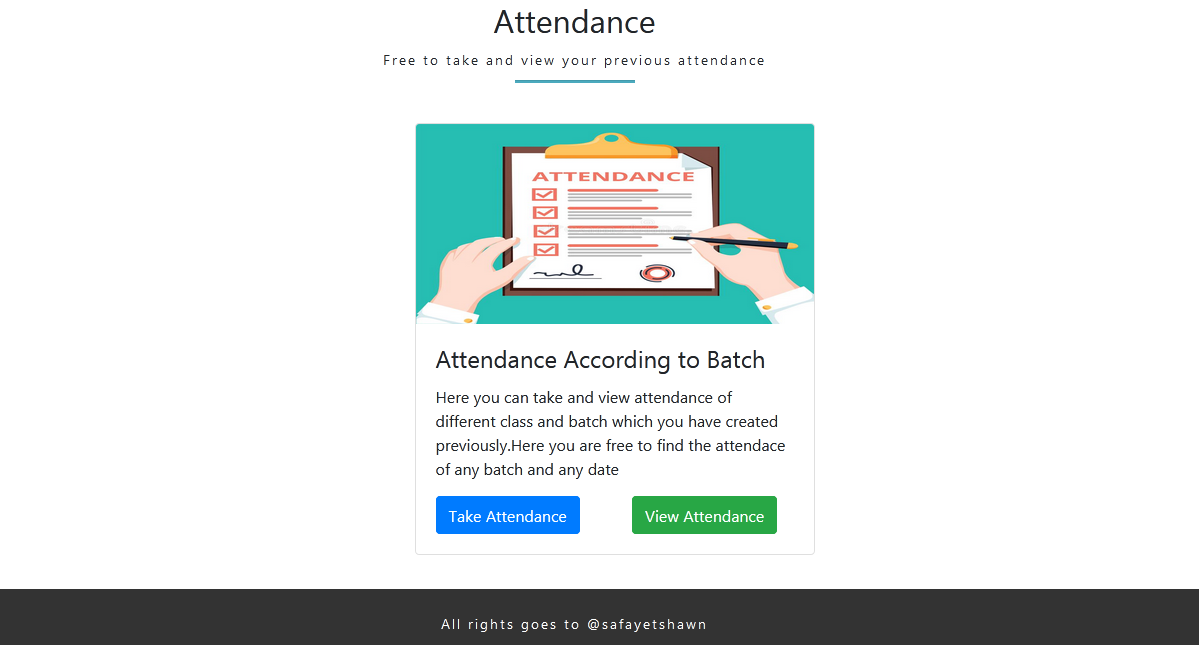 Attendance
Free to take and view your previous attendance
ATTENDANCE
Attendance According to Batch
Here you can take and view attendance of
different class and batch which you have created
previously.Here you are free to find the attendace
of any batch and any date
Take Attendance
View Attendance
All rights goes to @safayetshawn